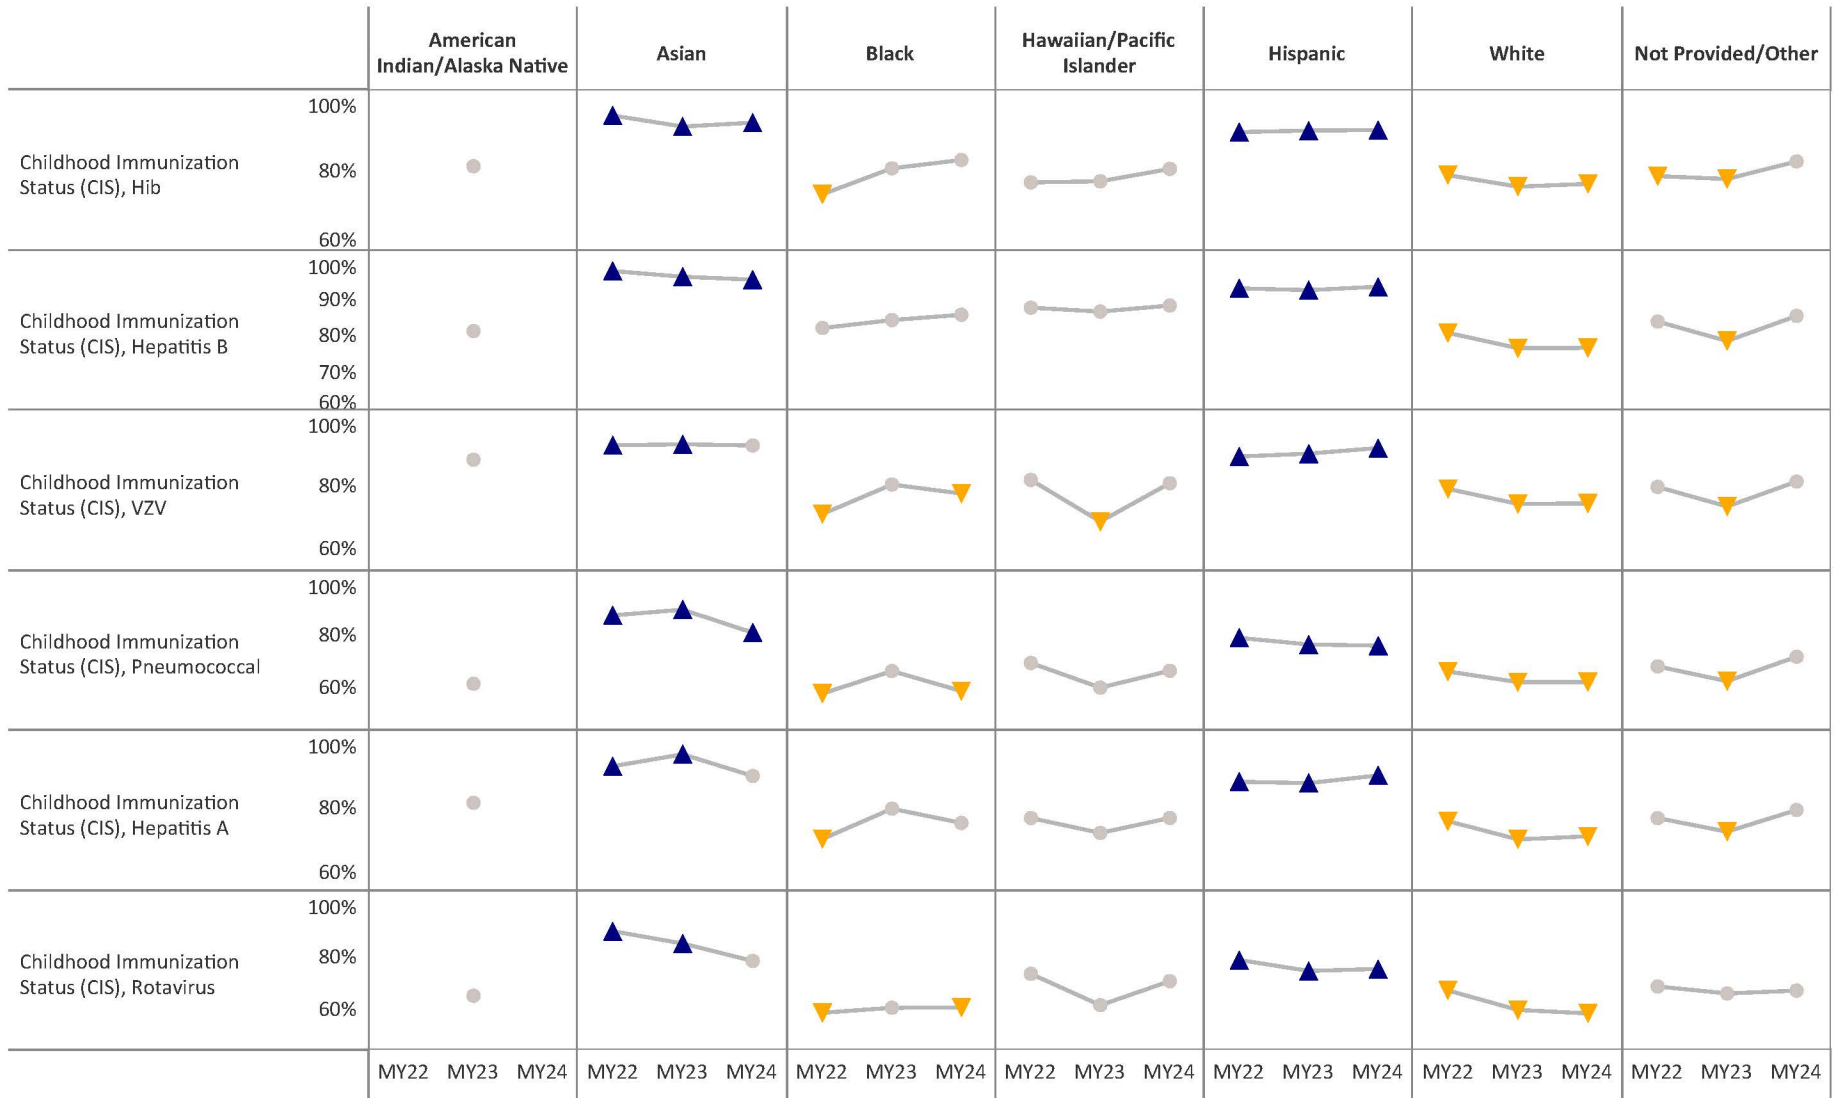 American
Indian/Alaska Native
Asian
Black
Hawaiian/Pacific
Islander
Hispanic
White
Not Provided/Other
Childhood Immunization
Status (CIS), Hib
100%
80%
60%
Childhood Immunization
Status (CIS), Hepatitis B
100%
90%
80%
70%
60%
Childhood Immunization
Status (CIS), VZV
100%
80%
60%
Childhood Immunization
Status (CIS), Pneumococcal
100%
80%
60%
Childhood Immunization
Status (CIS), Hepatitis A
100%
80%
60%
Childhood Immunization
Status (CIS), Rotavirus
100%
80%
60%
MY22 MY23 MY24 MY22 MY23 MY24 MY22 MY23 MY24 MY22 MY23 MY24 MY22 MY23 MY24 MY22 MY23 MY24 MY22 MY23 MY24